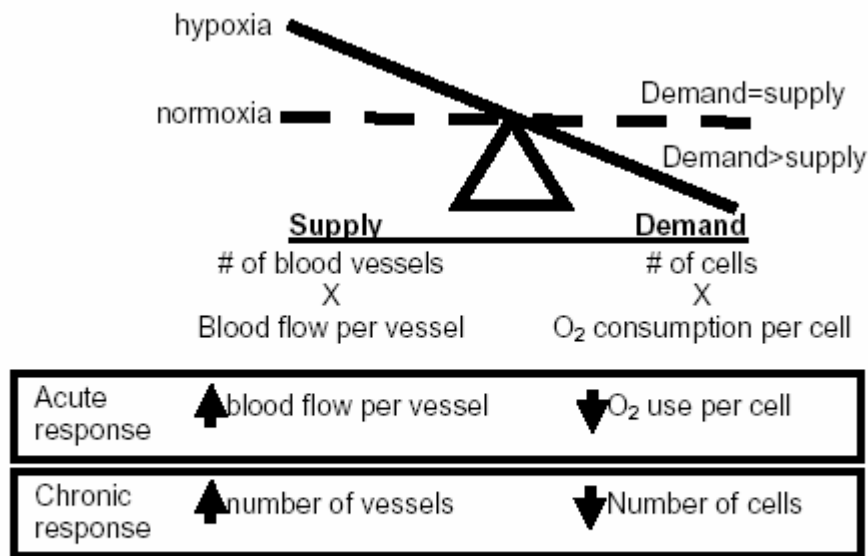 hypoxia
normoxia
Demand=supply
Demand>supply
Supply Demand
# of blood vessels # of cells
X X
Blood flow per vessel O₂ consumption per cell
Acute response blood flow per vessel O₂ use per cell
Chronic response number of vessels Number of cells